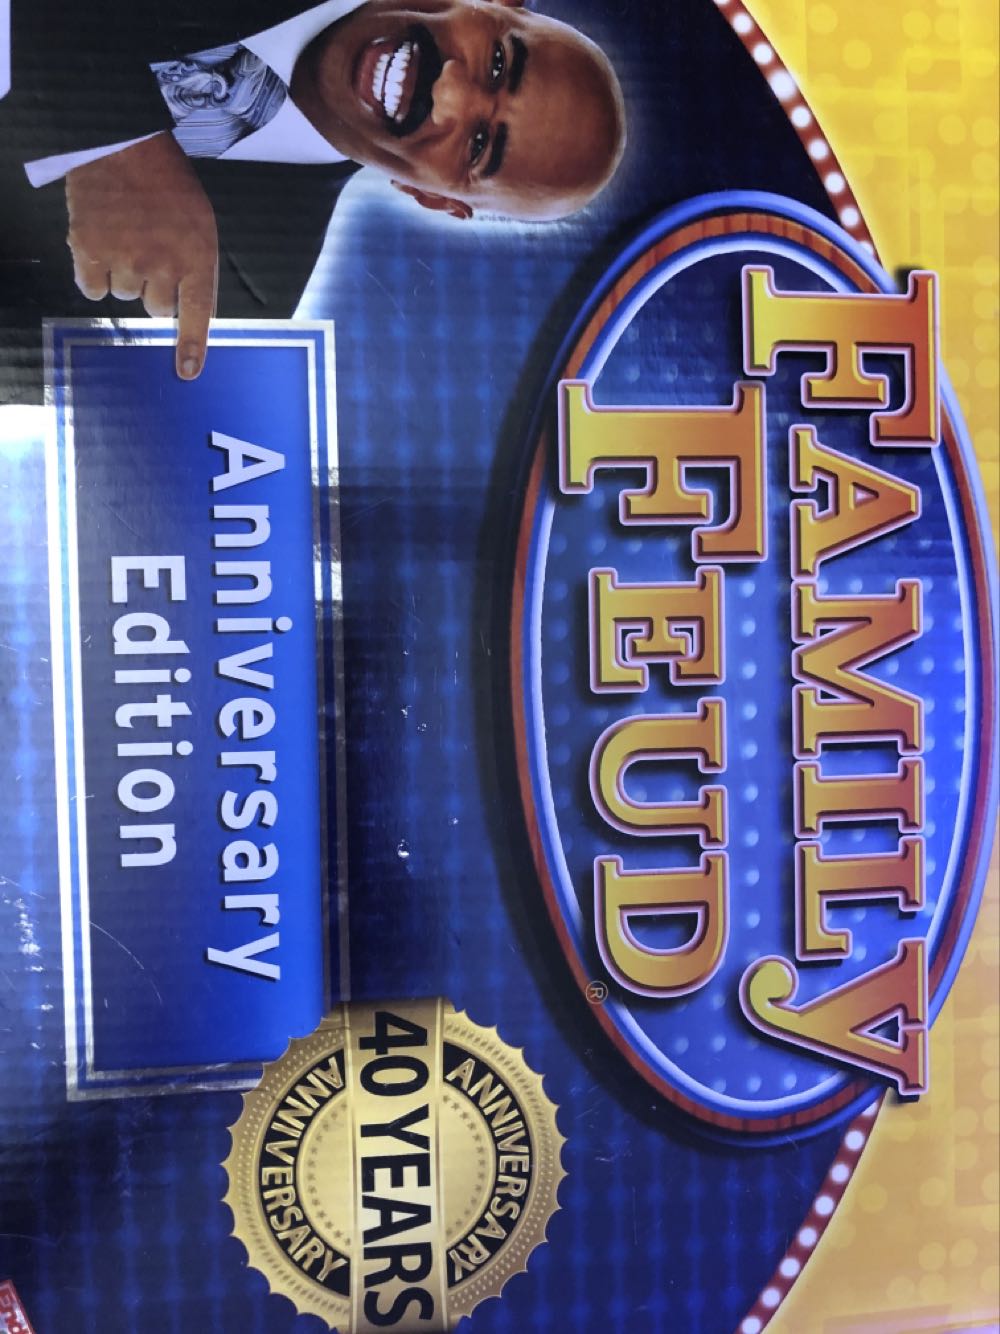 FAMILY
FEUD®
Anniversary
Edition
ANNIVERSARY
40 YEARS
ANNIVERSARY